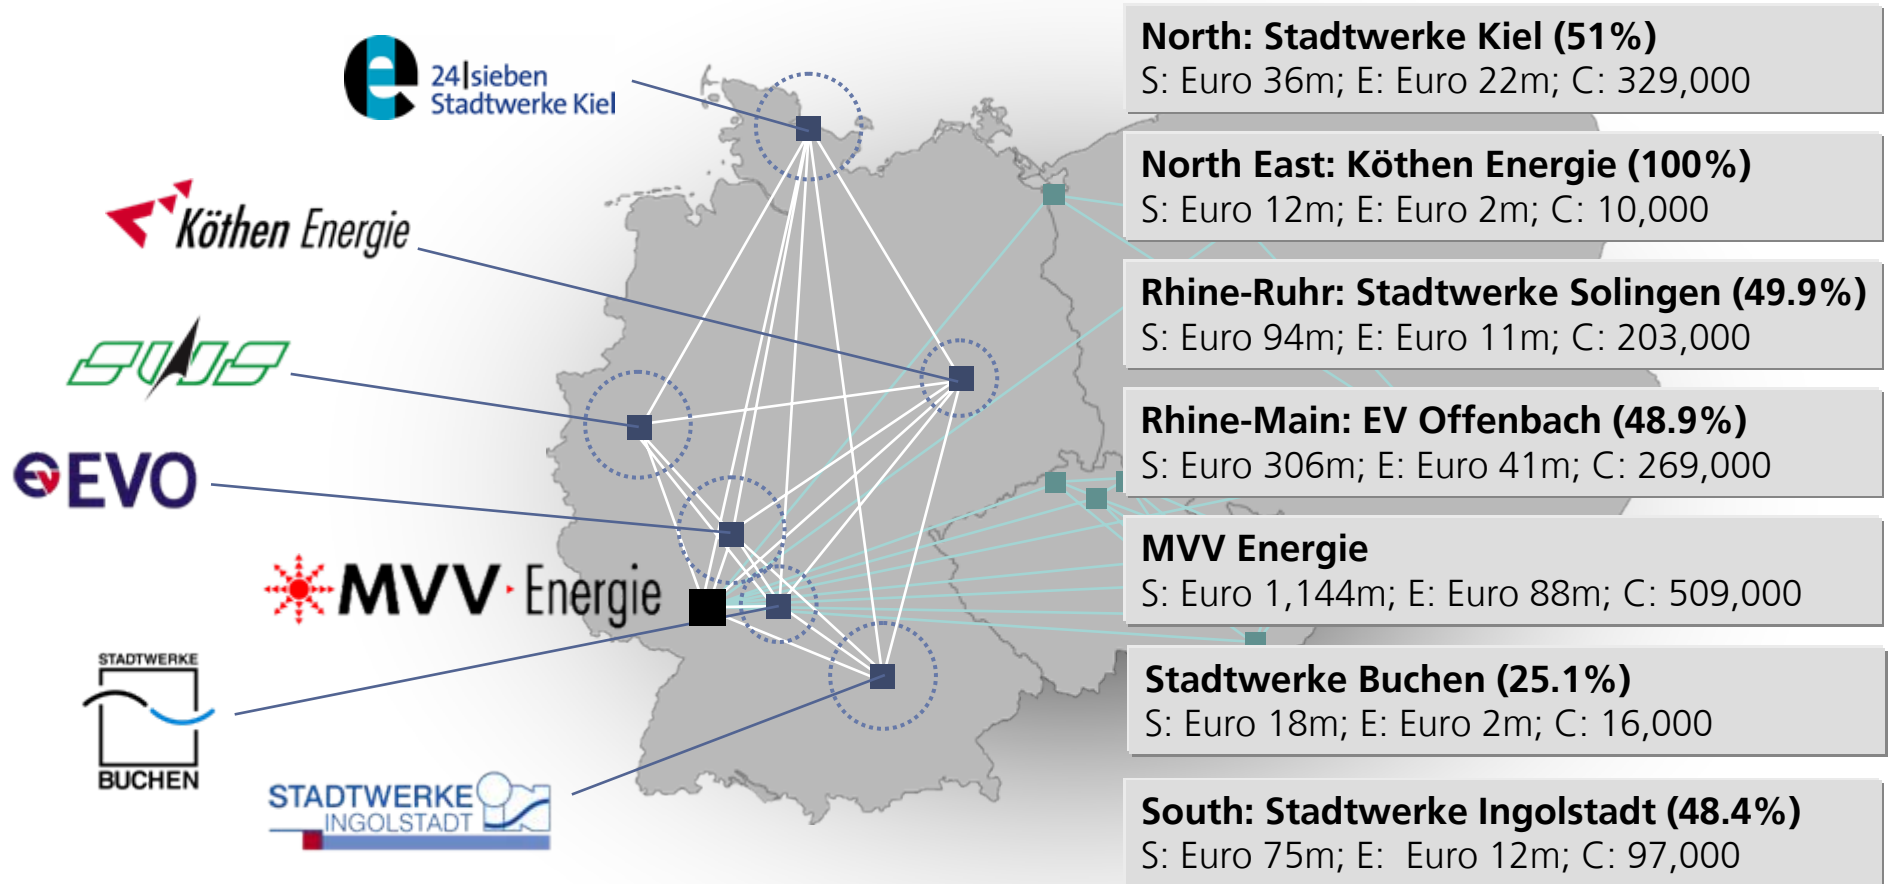 24|sieben
Stadtwerke Kiel
Köthen Energie
SWS
EVO
MVV Energie
STADTWERKE
BUCHEN
STADTWERKE
INGOLSTADT
North: Stadtwerke Kiel (51%)
S: Euro 36m; E: Euro 22m; C: 329,000
North East: Köthen Energie (100%)
S: Euro 12m; E: Euro 2m; C: 10,000
Rhine-Ruhr: Stadtwerke Solingen (49.9%)
S: Euro 94m; E: Euro 11m; C: 203,000
Rhine-Main: EV Offenbach (48.9%)
S: Euro 306m; E: Euro 41m; C: 269,000
MVV Energie
S: Euro 1,144m; E: Euro 88m; C: 509,000
Stadtwerke Buchen (25.1%)
S: Euro 18m; E: Euro 2m; C: 16,000
South: Stadtwerke Ingolstadt (48.4%)
S: Euro 75m; E: Euro 12m; C: 97,000